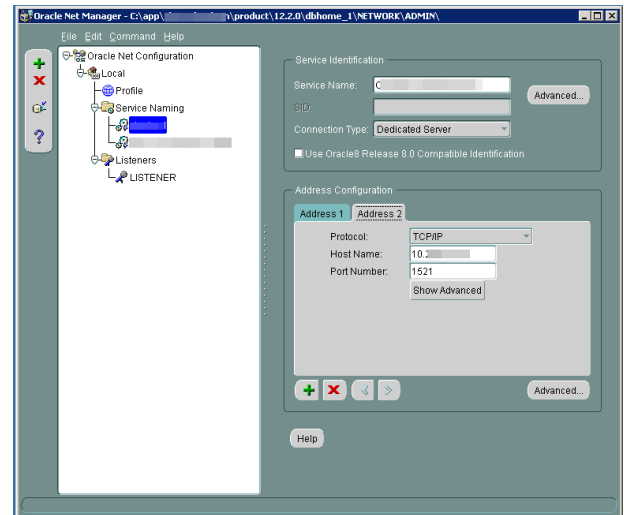 Oracle Net Manager - C:\app\ \product\12.2.0\dbhome_1\NETWORK\ADMIN\
File Edit Command Help
Oracle Net Configuration
Local
Profile
Service Naming
Listeners
LISTENER
Service Identification
Service Name:
Advanced...
SID:
Connection Type: Dedicated Server
Use Oracle8 Release 8.0 Compatible Identification
Address Configuration
Address 1 Address 2
Protocol: TCP/IP
Host Name: 10.
Port Number: 1521
Show Advanced
Advanced...
Help